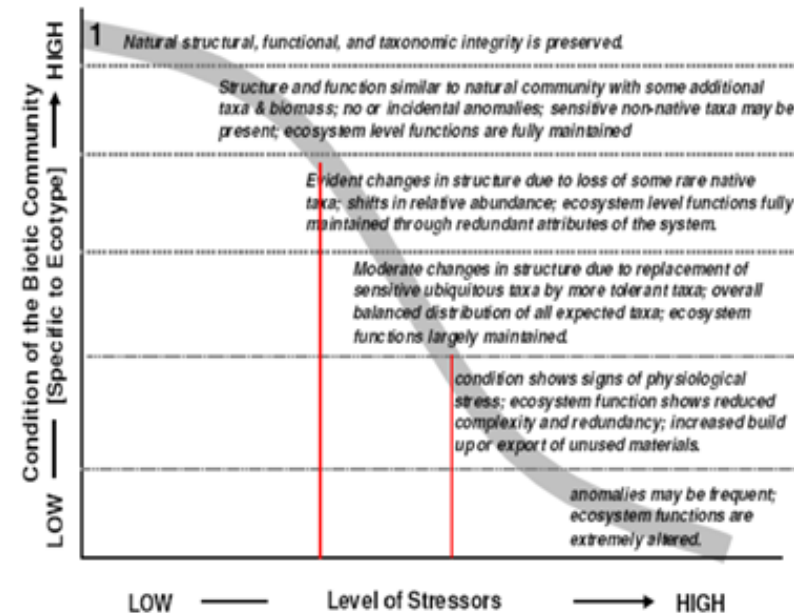 1 Natural structural, functional, and taxonomic integrity is preserved.
Structure and function similar to natural community with some additional
taxa & biomass; no or incidental anomalies; sensitive non-native taxa may be
present; ecosystem level functions are fully maintained
Evident changes in structure due to loss of some rare native
taxa; shifts in relative abundance; ecosystem level functions fully
maintained through redundant attributes of the system.
Moderate changes in structure due to replacement of
sensitive ubiquitous taxa by more tolerant taxa; overall
balanced distribution of all expected taxa; ecosystem
functions largely maintained.
condition shows signs of physiological
stress; ecosystem function shows reduced
complexity and redundancy; increased build
up or export of unused materials.
anomalies may be frequent;
ecosystem functions are
extremely altered.
Condition of the Biotic Community
LOW [Specific to Ecotype] HIGH
LOW Level of Stressors HIGH